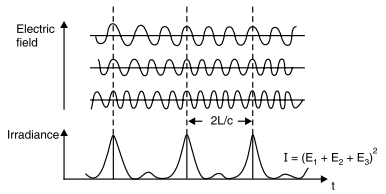 Electric
field
2L/c
Irradiance
I = (E₁ + E₂ + E₃)²
t